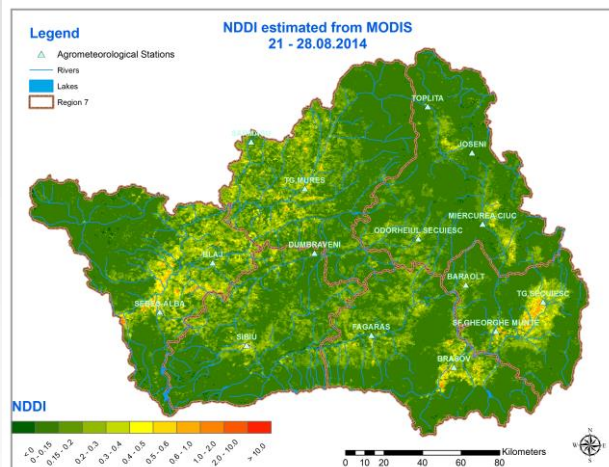 NDDI estimated from MODIS
21 - 28.08.2014
Legend
Agrometeorological Stations
Rivers
Lakes
Region 7
TOPLITA
JOSENI
TG.MURES
MIERCUREA CIUC
ODORHEIUL SECUIESC
DUMBRAVENI
BLAJ
BARAOLT
TG.SECUIESC
SEBES-ALBA
SF.GHEORGHE MUNTE
FAGARAS
SIBIU
BRASOV
NDDI
< 0
0 - 0.15
0.15 - 0.2
0.2 - 0.3
0.3 - 0.4
0.4 - 0.5
0.5 - 0.6
0.6 - 1.0
1.0 - 2.0
2.0 - 10.0
> 10.0
Kilometers
0 10 20 40 60 80
N
W E
S